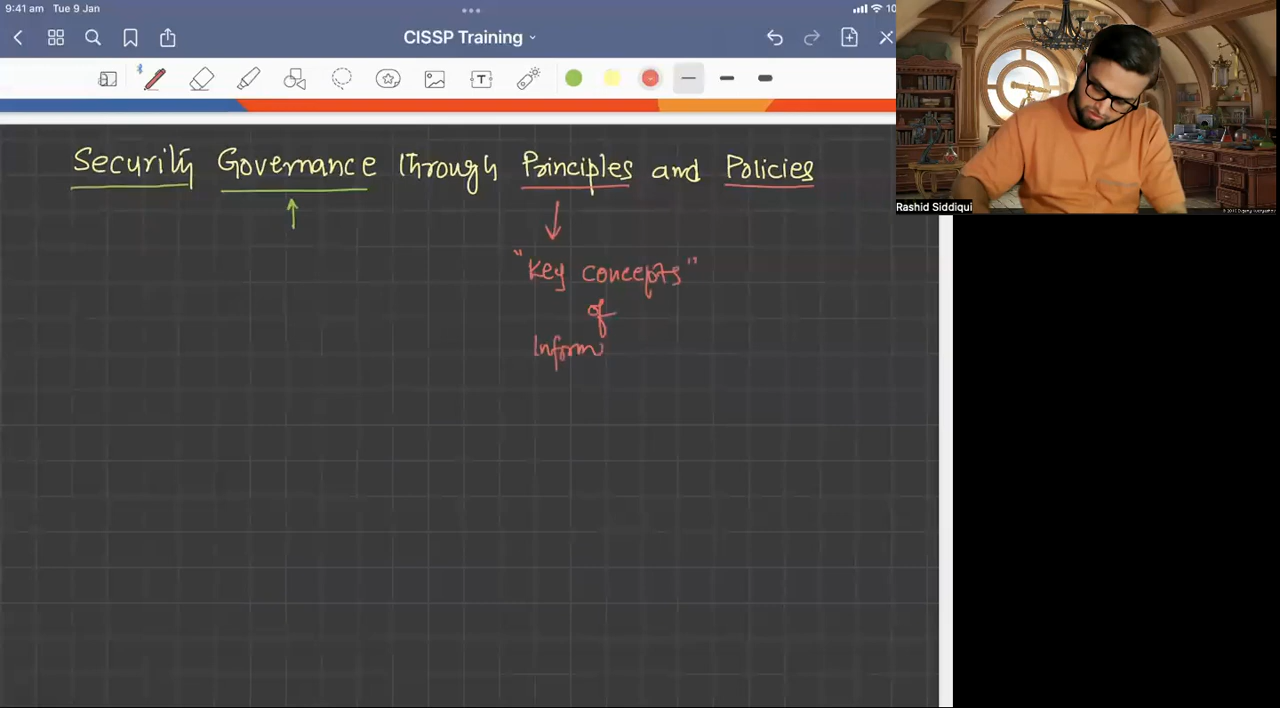 9:41 am Tue 9 Jan
10
CISSP Training
T
Security Governance through Principles and Policies
"Key concepts"
of
Inform
Rashid Siddiqui